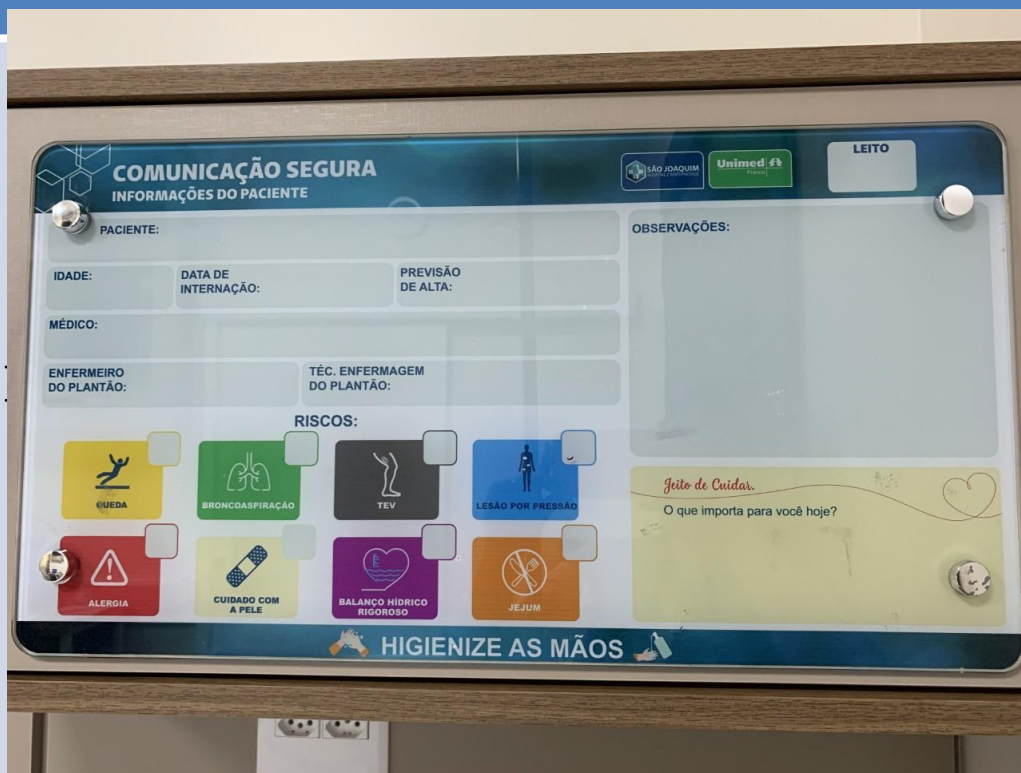 COMUNICAÇÃO SEGURA
INFORMAÇÕES DO PACIENTE
SÃO JOAQUIM
Unimed
Franca
LEITO
PACIENTE:
IDADE:
DATA DE
INTERNAÇÃO:
PREVISÃO
DE ALTA:
MÉDICO:
ENFERMEIRO
DO PLANTÃO:
TÉC. ENFERMAGEM
DO PLANTÃO:
RISCOS:
QUEDA
BRONCOASPIRAÇÃO
TEV
LESÃO POR PRESSÃO
ALERGIA
CUIDADO COM
A PELE
BALANÇO HÍDRICO
RIGOROSO
JEJUM
OBSERVAÇÕES:
Jeito de Cuidar.
O que importa para você hoje?
HIGIENIZE AS MÃOS